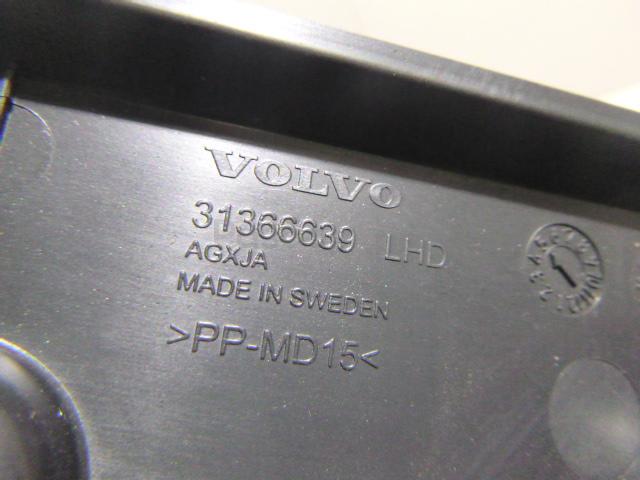 VOLVO
31366639 LHD
AGXJA
MADE IN SWEDEN
>PP-MD15<